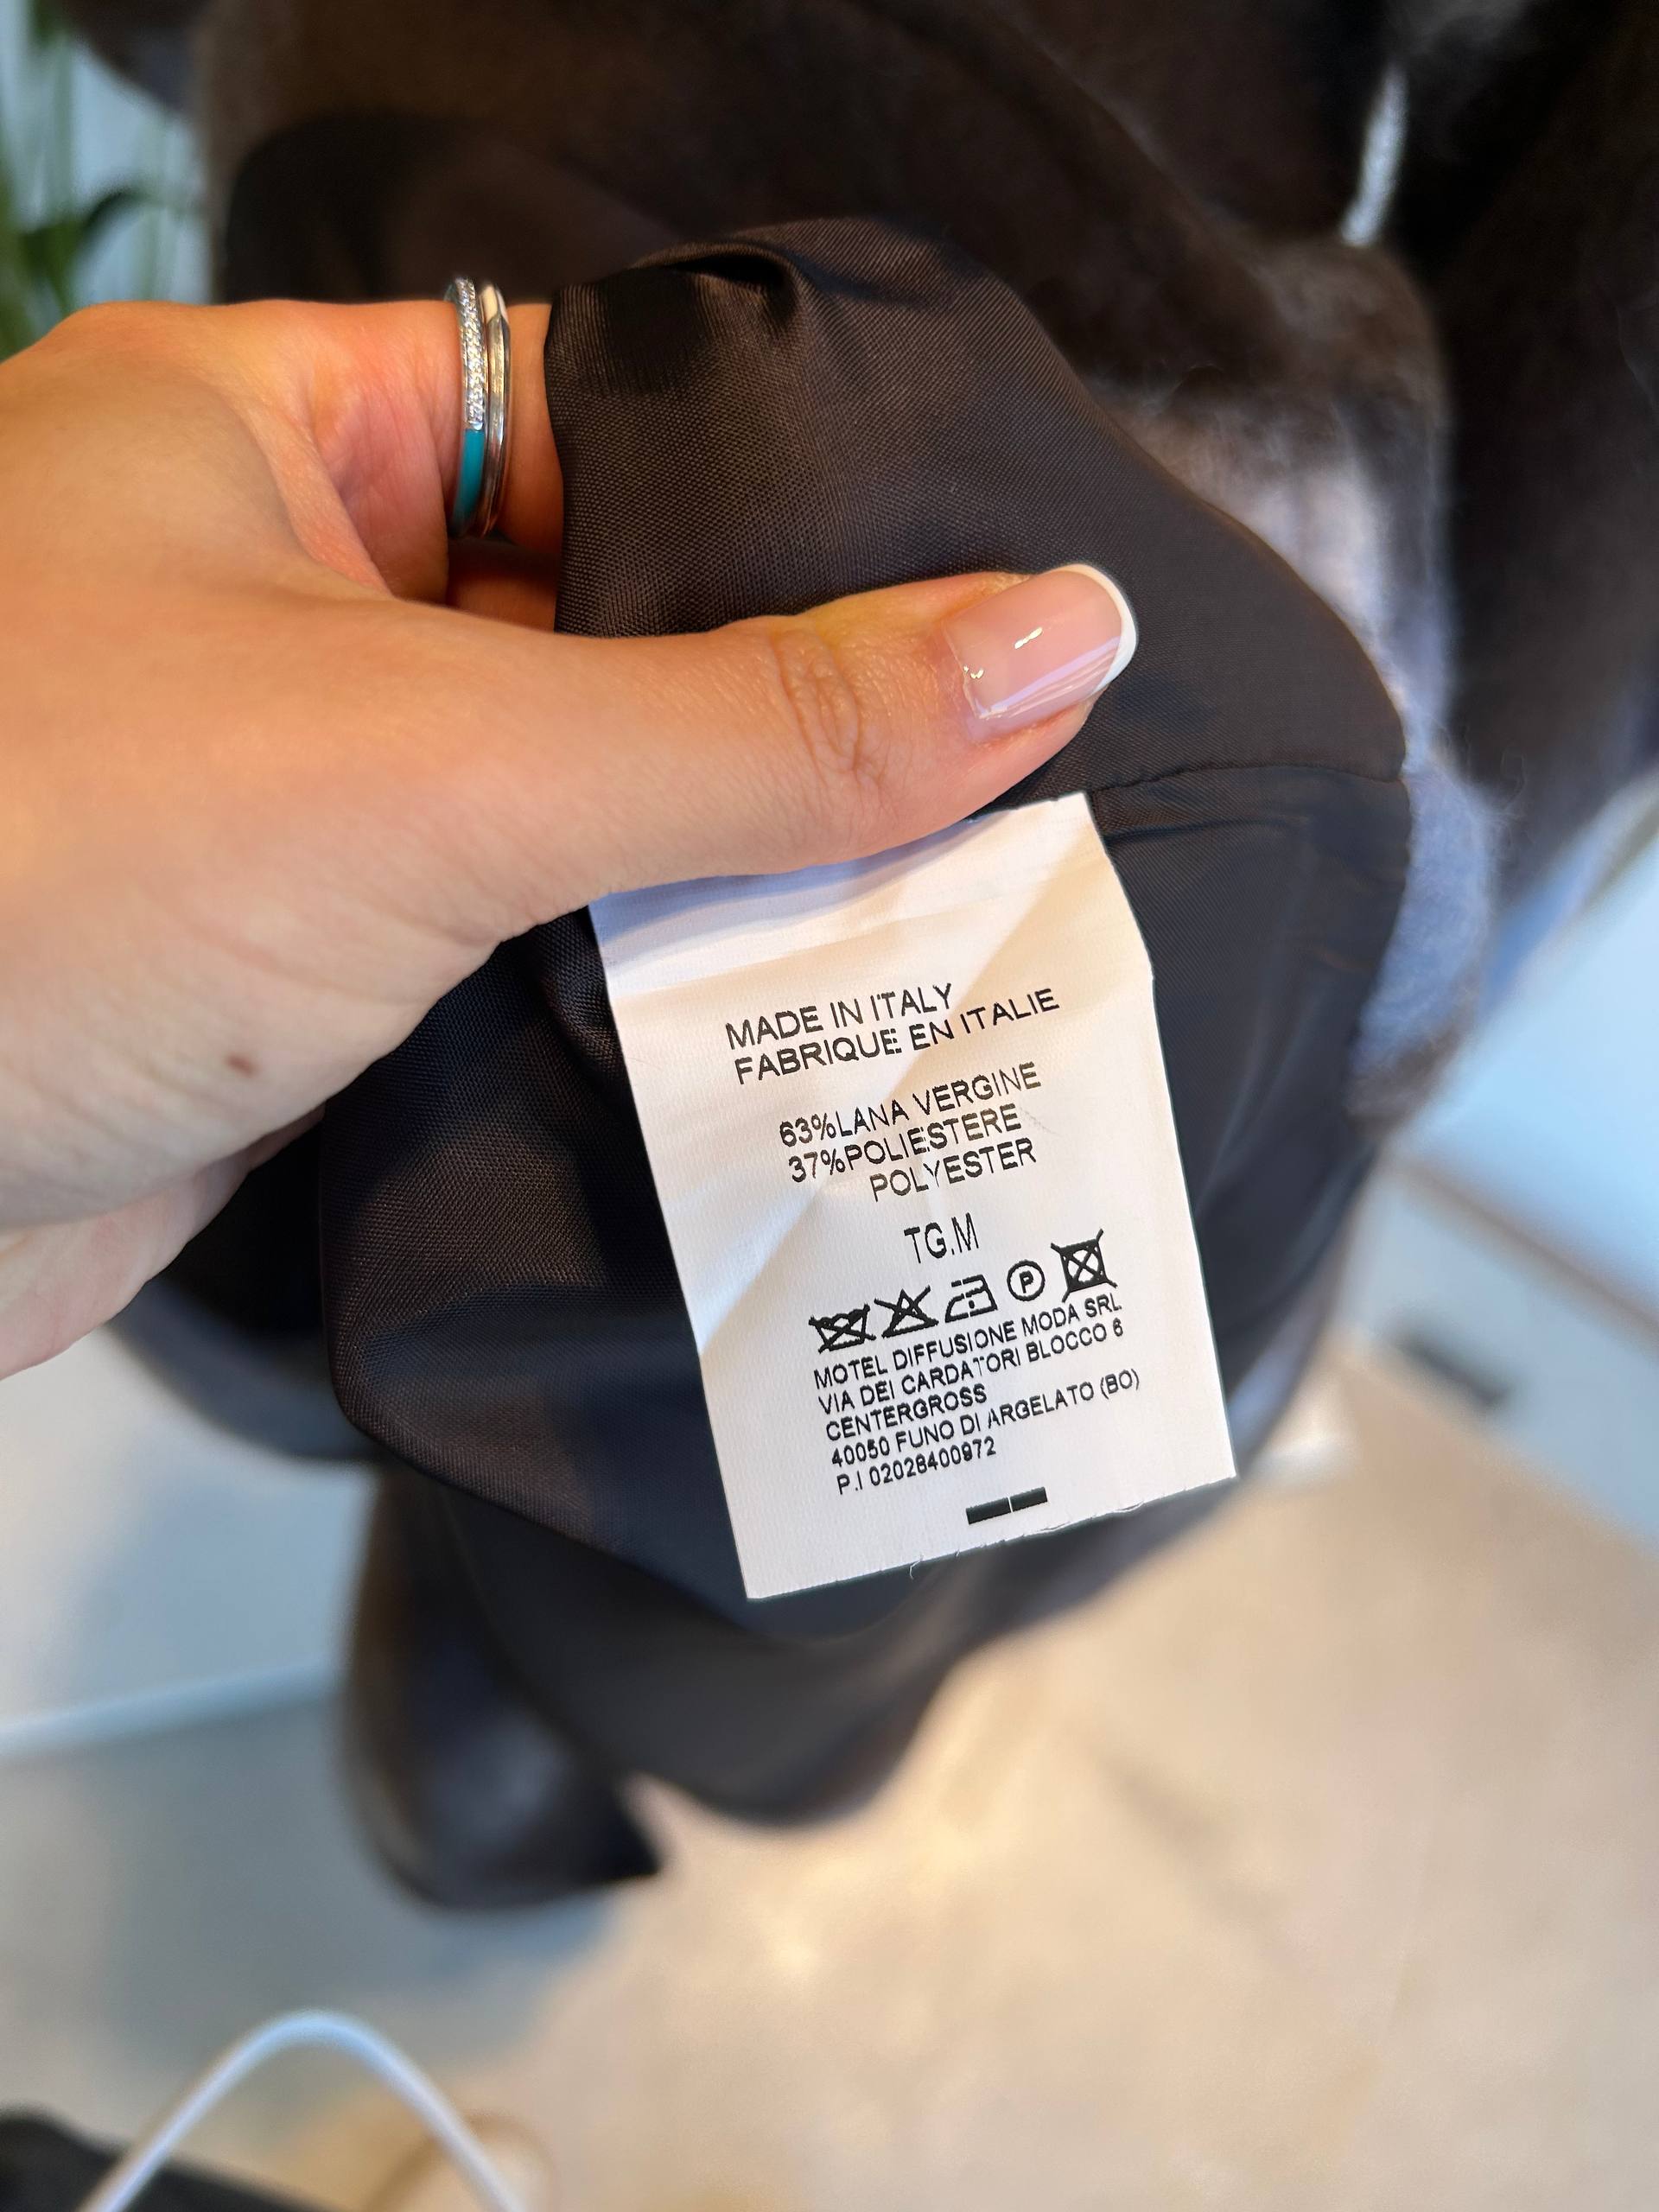 MADE IN ITALY
FABRIQUE EN ITALIE
63%LANA VERGINE
37%POLIESTERE
POLYESTER
TG.M
P
MOTEL DIFFUSIONE MODA SRL
VIA DEI CARDATORI BLOCCO 6
CENTERGROSS
40050 FUNO DI ARGELATO (BO)
P.I 02028400972